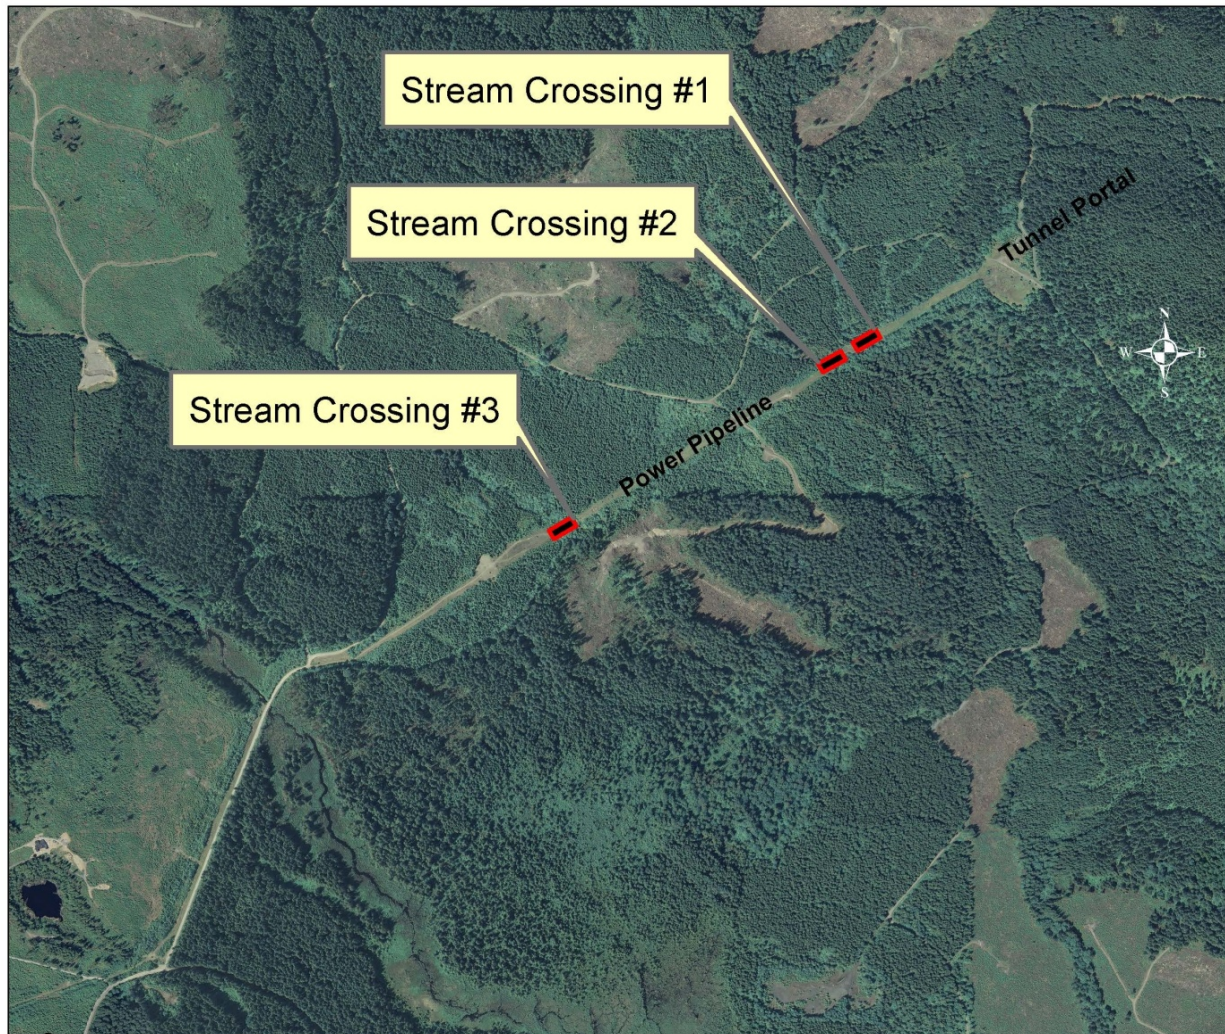 Stream Crossing #1
Stream Crossing #2
Tunnel Portal
N
W E
S
Power Pipeline
Stream Crossing #3